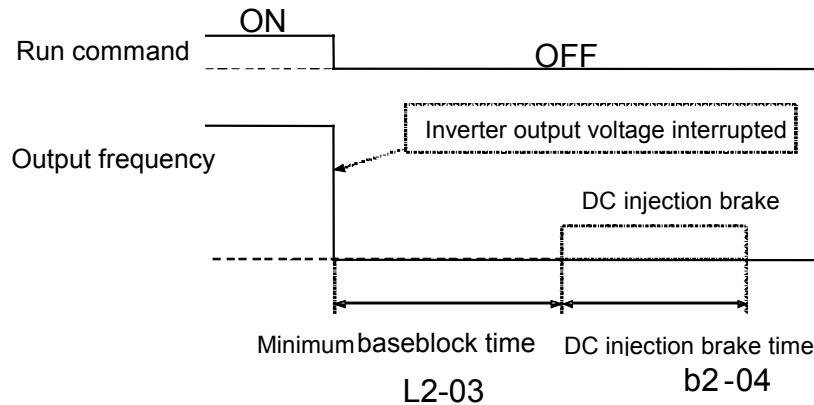 ON
Run command
OFF
Inverter output voltage interrupted
Output frequency
DC injection brake
Minimum baseblock time
DC injection brake time
L2-03
b2-04